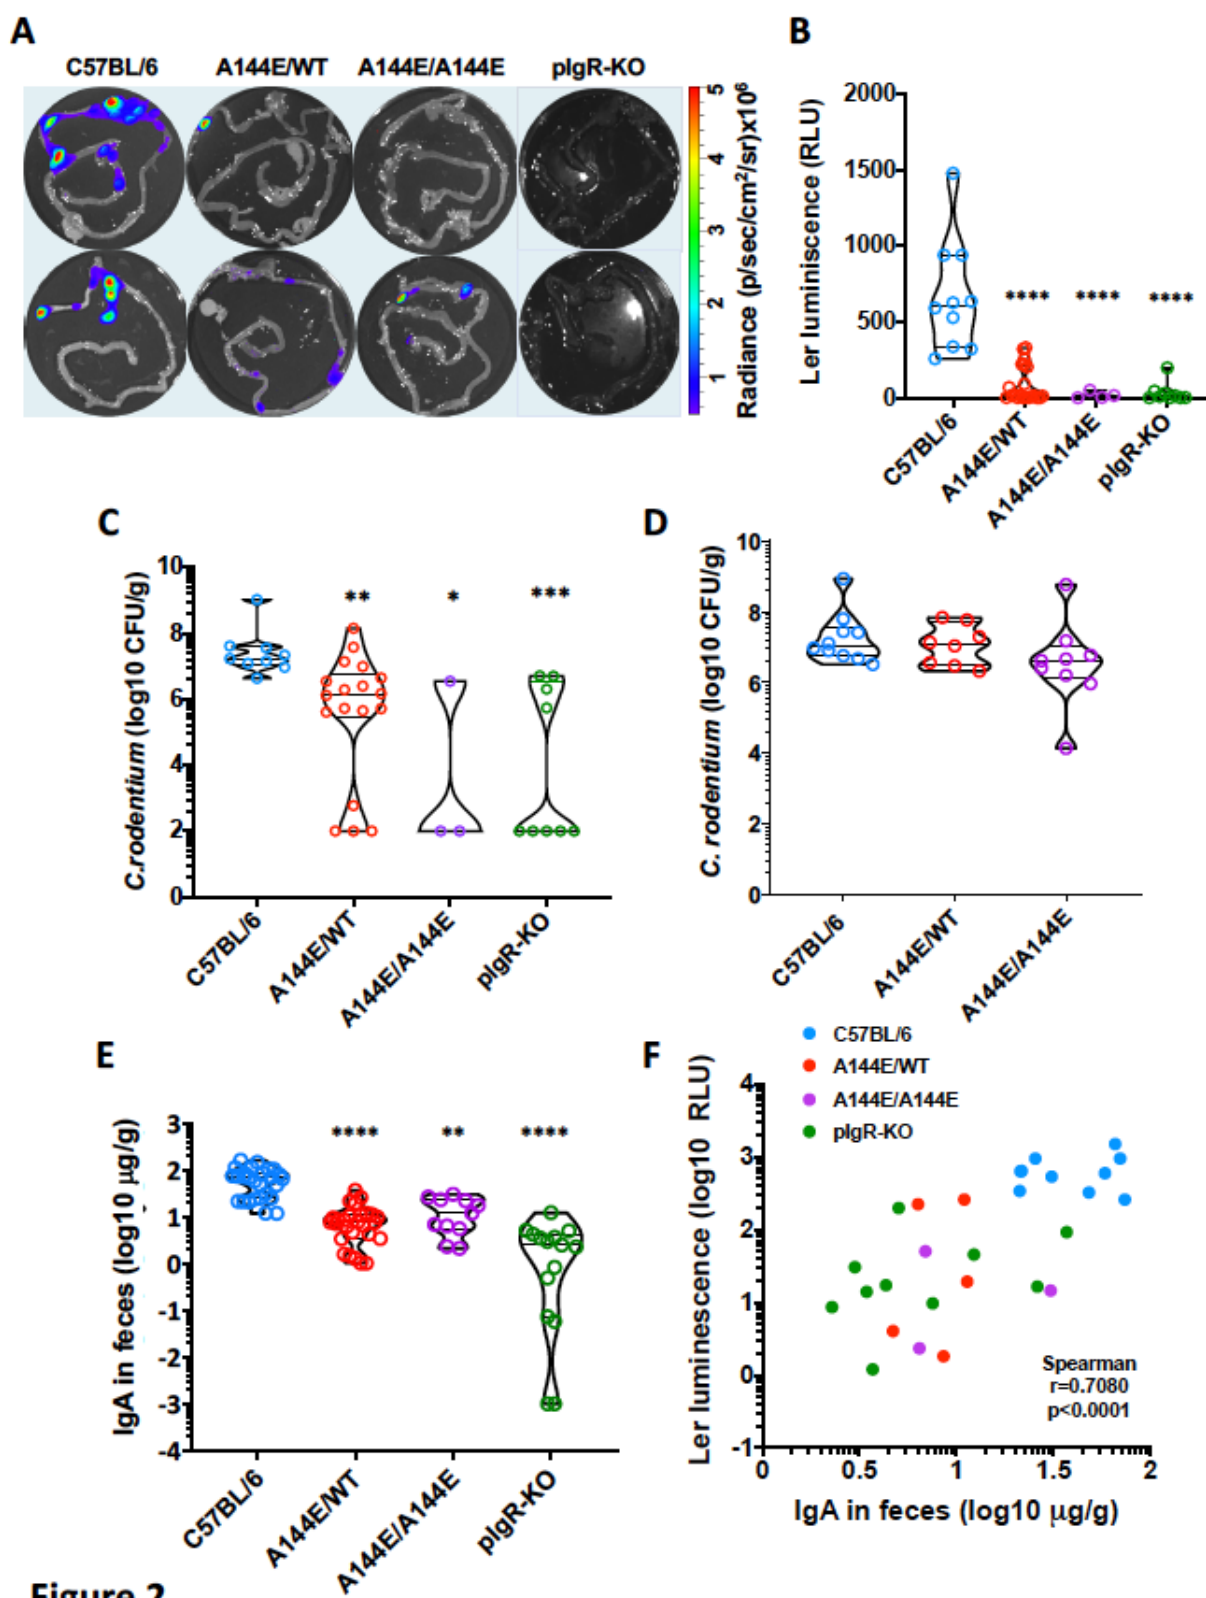 A
C57BL/6 A144E/WT A144E/A144E pIgR-KO
5
4
3
2
1
Radiance (p/sec/cm²/sr)x10⁶
B
Ler luminiscence (RLU)
2000
1500
1000
500
0
**** **** ****
C57BL/6
A144E/WT
A144E/A144E
pIgR-KO
C
C.rodentium (log10 CFU/g)
10
8
6
4
2
0
** * ***
C57BL/6
A144E/WT
A144E/A144E
pIgR-KO
D
C. rodentium (log10 CFU/g)
10
8
6
4
2
0
C57BL/6
A144E/WT
A144E/A144E
E
IgA in feces (log10 µg/g)
3
2
1
0
-1
-2
-3
-4
**** ** ****
C57BL/6
A144E/WT
A144E/A144E
pIgR-KO
F
C57BL/6
A144E/WT
A144E/A144E
pIgR-KO
Ler luminescence (log10 RLU)
4
3
2
1
0
-1
Spearman
r=0.7080
p<0.0001
0 0.5 1 1.5 2
IgA in feces (log10 µg/g)
Figure 2